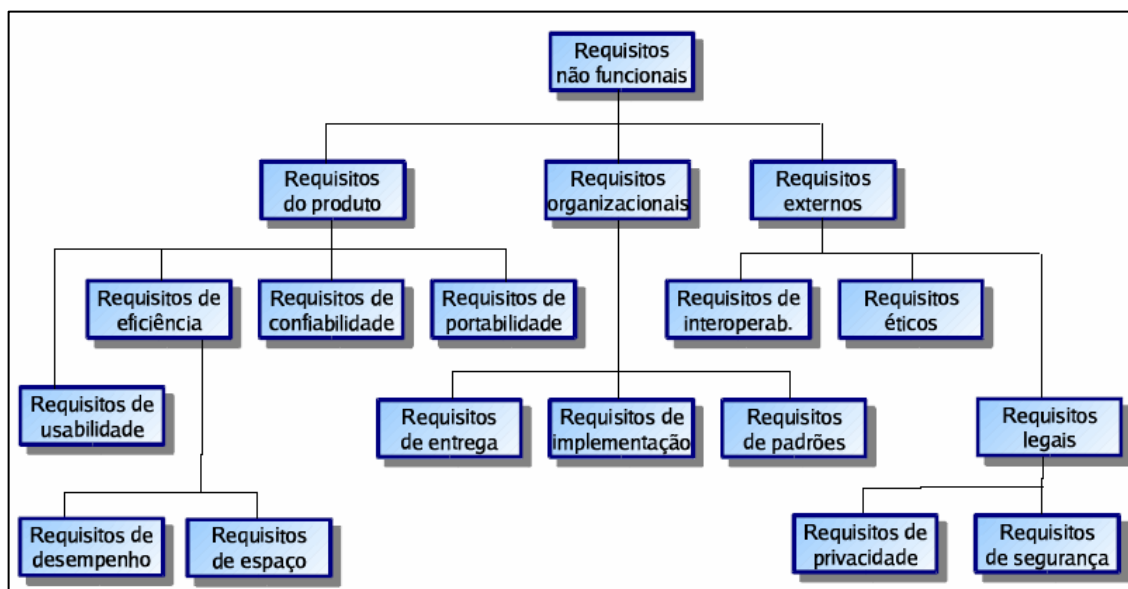 Requisitos
não funcionais
Requisitos
do produto
Requisitos
organizacionais
Requisitos
externos
Requisitos de
eficiência
Requisitos de
confiabilidade
Requisitos de
portabilidade
Requisitos de
interoperab.
Requisitos
éticos
Requisitos de
usabilidade
Requisitos
de entrega
Requisitos de
implementação
Requisitos
de padrões
Requisitos
legais
Requisitos de
desempenho
Requisitos
de espaço
Requisitos de
privacidade
Requisitos
de segurança